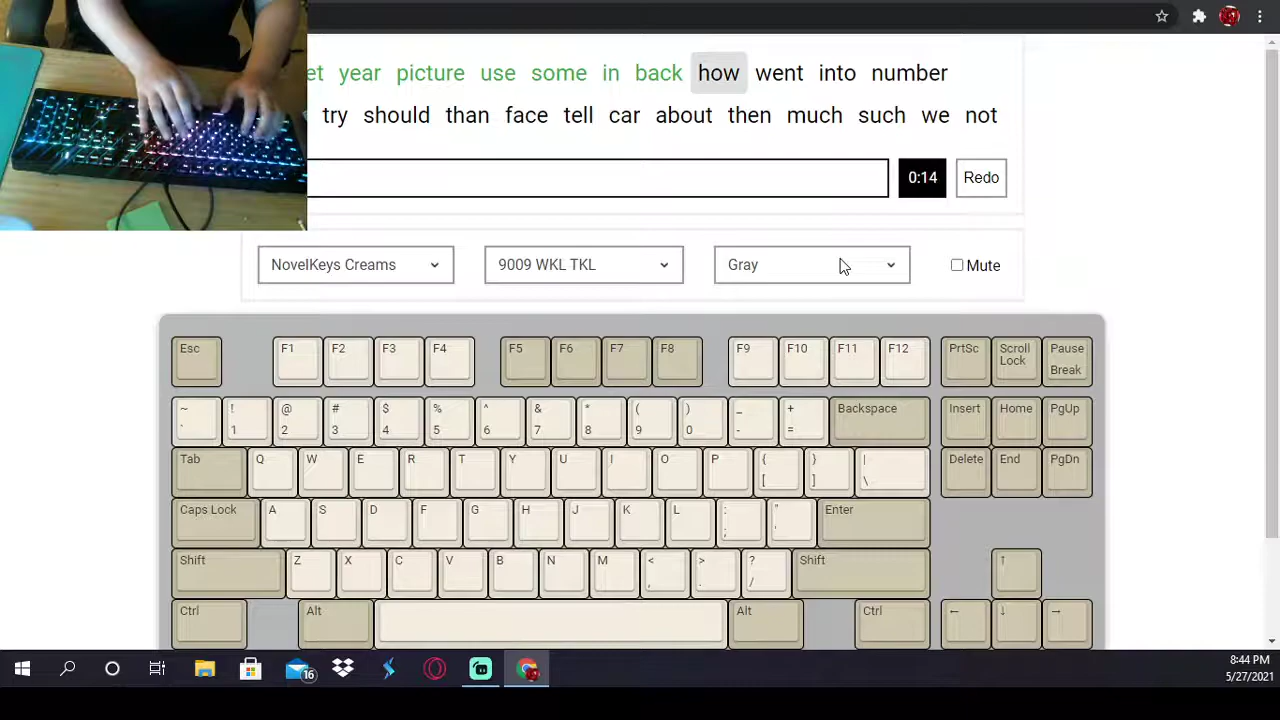 year picture use some in back how went into number
try should than face tell car about then much such we not
0:14 Redo
NovelKeys Creams 9009 WKL TKL Gray Mute
Esc F1 F2 F3 F4 F5 F6 F7 F8 F9 F10 F11 F12 PrtSc Scroll Lock Pause Break
~ ` ! 1 @ 2 # 3 $ 4 % 5 ^ 6 & 7 * 8 ( 9 ) 0 _ - + = Backspace Insert Home PgUp
Tab Q W E R T Y U I O P { [ } ] | \ Delete End PgDn
Caps Lock A S D F G H J K L : ; " ' Enter
Shift Z X C V B N M < , > . ? / Shift ↑
Ctrl Alt Alt Ctrl ← ↓ →
16
8:44 PM
5/27/2021